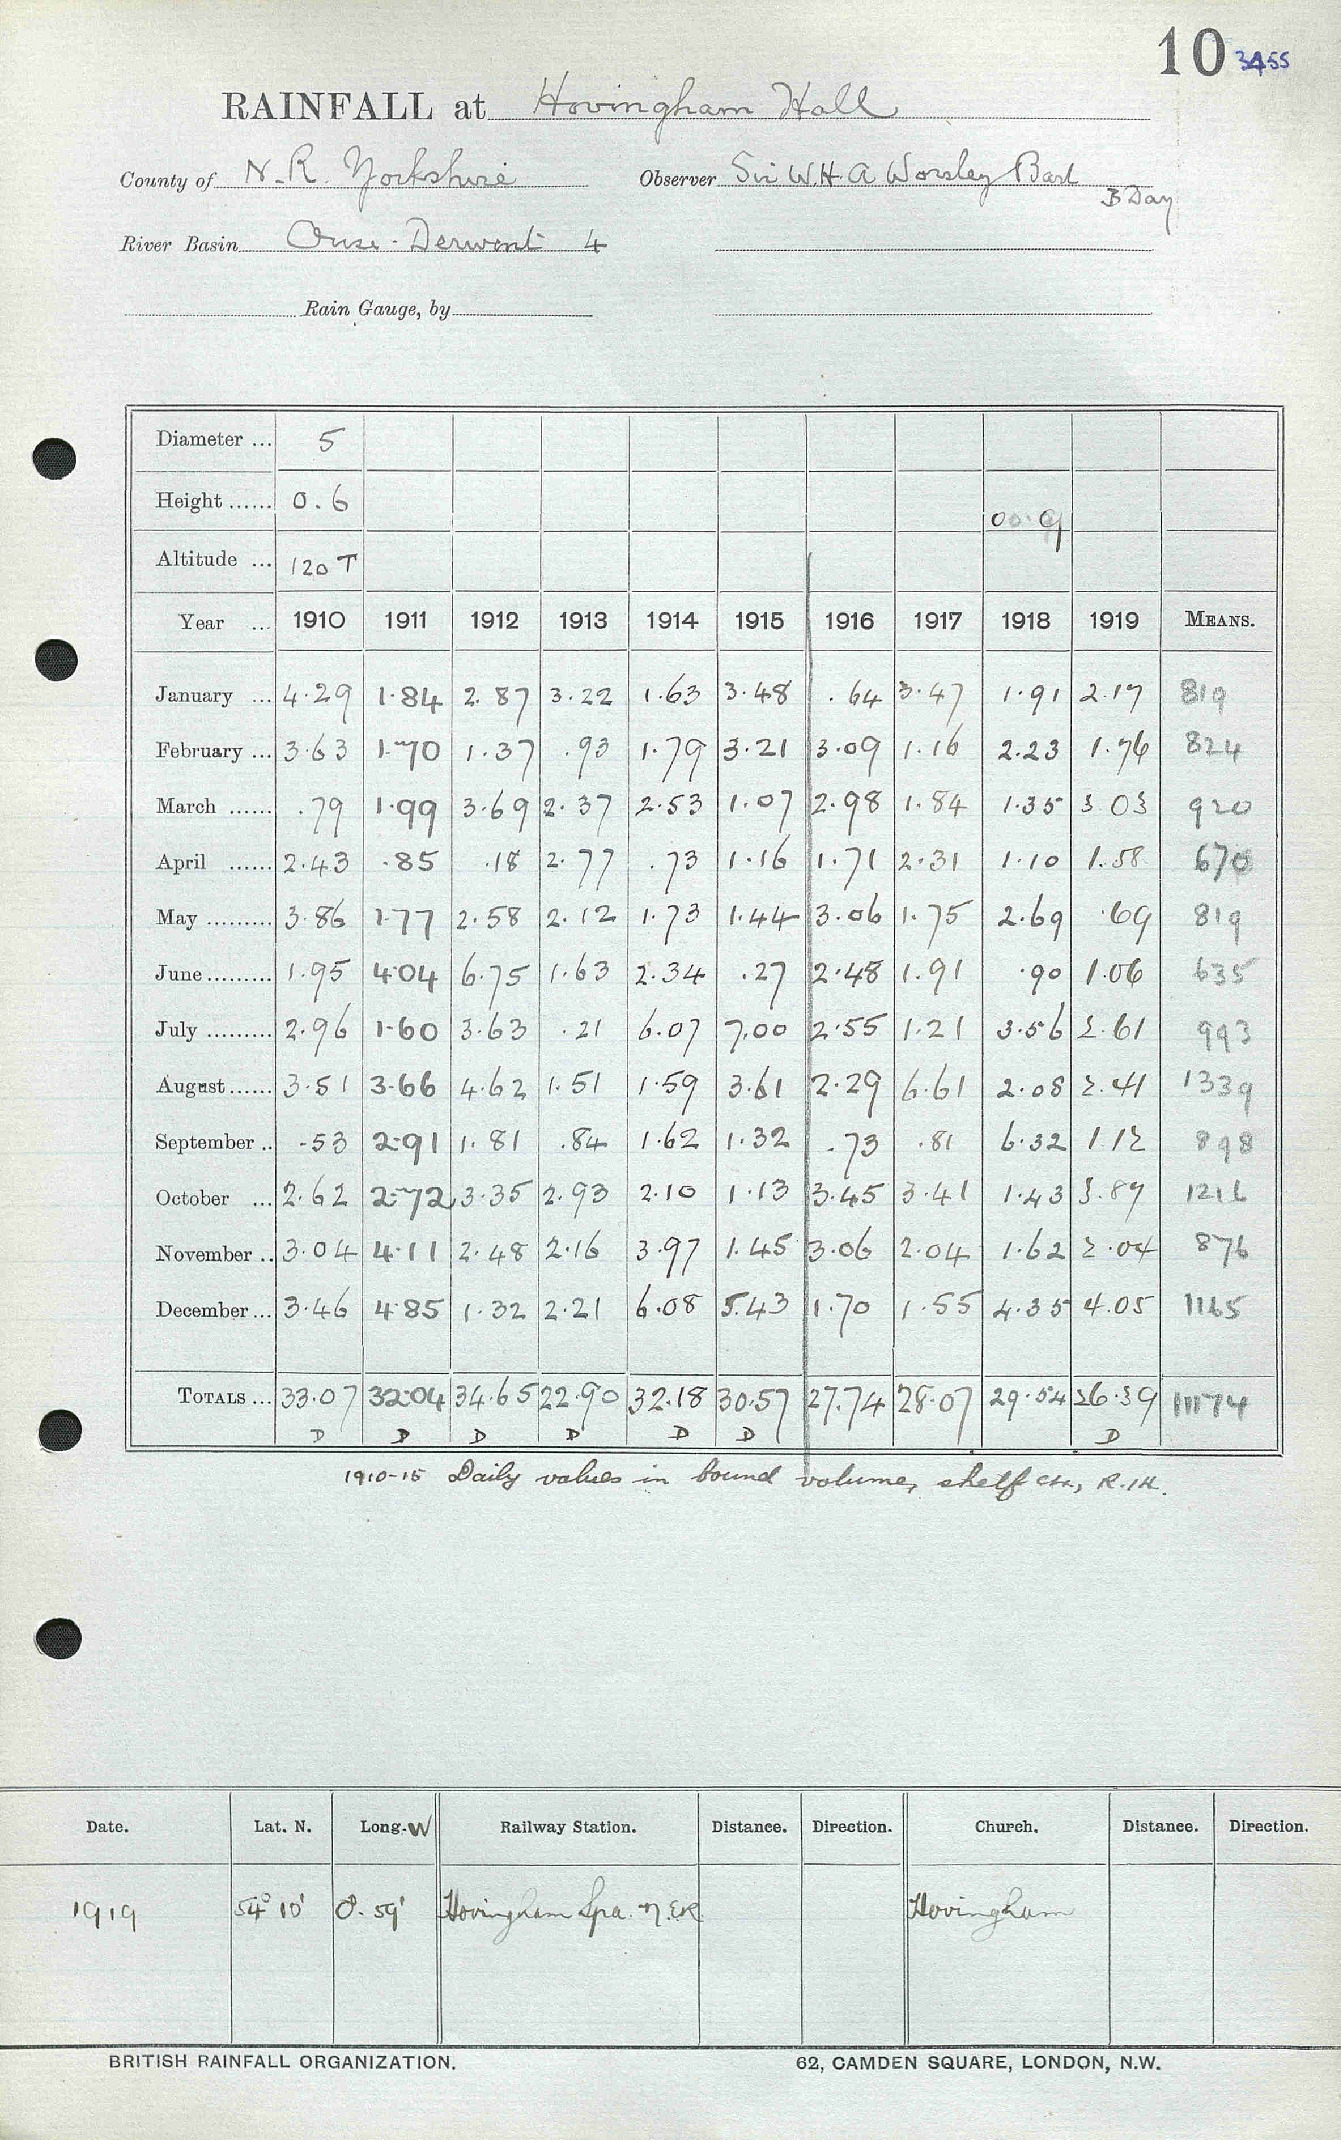 10 3455
RAINFALL at Hovingham Hall
County of N.R. Yorkshire Observer Sir W.H.A Worsley Bart
3 Day
River Basin Ouse-Derwent 4
Rain Gauge, by
Diameter ... 5
Height ...... 0.6
Altitude ... 120 T
Year ... 1910 1911 1912 1913 1914 1915 1916 1917 1918 1919 MEANS.
January ... 4.29 1.84 2.87 3.22 1.63 3.48 .64 3.47 1.91 2.17 819
February ... 3.63 1.70 1.37 .93 1.79 3.21 3.09 1.16 2.23 1.76 824
March ...... .79 1.99 3.69 2.37 2.53 1.07 2.98 1.84 1.35 3.03 920
April ...... 2.43 .85 .18 2.77 .73 1.16 1.71 2.31 1.10 1.58 670
May ......... 3.86 1.77 2.58 2.12 1.73 1.44 3.06 1.75 2.69 .69 819
June ......... 1.95 4.04 6.75 1.63 2.34 .27 2.48 1.91 .90 1.06 635
July ......... 2.96 1.60 3.63 .21 6.07 7.00 2.55 1.21 3.56 2.61 993
August ...... 3.51 3.66 4.62 1.51 1.59 3.61 2.29 6.61 2.08 2.41 1339
September .. .53 2.91 1.81 .84 1.62 1.32 .73 .81 6.32 1.12 898
October ... 2.62 2.72 3.35 2.93 2.10 1.13 3.45 3.41 1.43 3.87 1216
November .. 3.04 4.11 2.48 2.16 3.97 1.45 3.06 2.04 1.62 2.04 876
December ... 3.46 4.85 1.32 2.21 6.08 5.43 1.70 1.55 4.35 4.05 1165
TOTALS ... 33.07 32.04 34.65 22.90 32.18 30.57 27.74 28.07 29.54 26.39 11174
D D D D D D D
1910-15 Daily values in bound volume, shelf R.1H.
Date. Lat. N. Long. W Railway Station. Distance. Direction. Church. Distance. Direction.
1919 54° 10' 0°. 59' Hovingham Spa. N.E.R Hovingham
BRITISH RAINFALL ORGANIZATION. 62, CAMDEN SQUARE, LONDON, N.W.